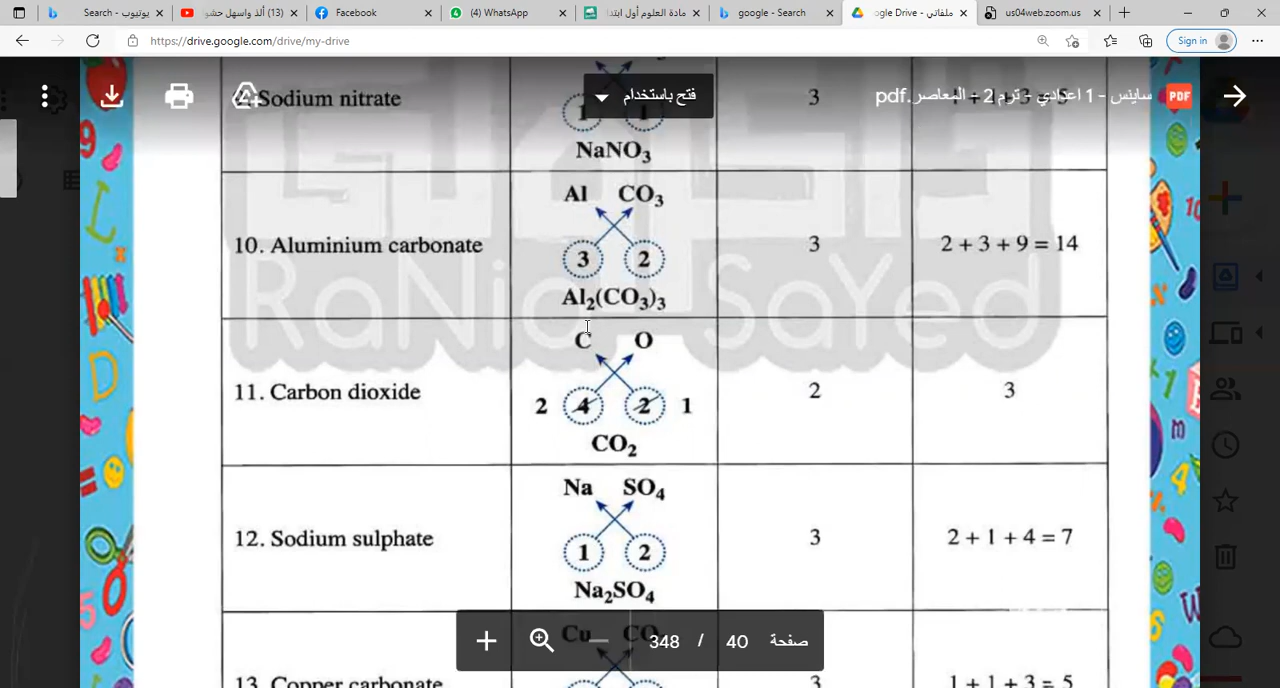 Search - يوتيوب
(13) ألذ واسهل حشو
Facebook
(4) WhatsApp
مادة العلوم أول ابتدا
google - Search
ملفاتي - ogle Drive
us04web.zoom.us
https://drive.google.com/drive/my-drive
Sign in
فتح باستخدام
ساينس - 1 اعدادي - ترم 2 - المعاصر.pdf
PDF
Sodium nitrate
1
3
NaNO₃
10. Aluminium carbonate
Al CO₃
3 2
Al₂(CO₃)₃
3
2 + 3 + 9 = 14
RaNia SaYed
11. Carbon dioxide
C O
2 4 2 1
CO₂
2
3
12. Sodium sulphate
Na SO₄
1 2
Na₂SO₄
3
2 + 1 + 4 = 7
13. Copper carbonate
Cu CO
3
1 + 1 + 3 = 5
صفحة 40 / 348